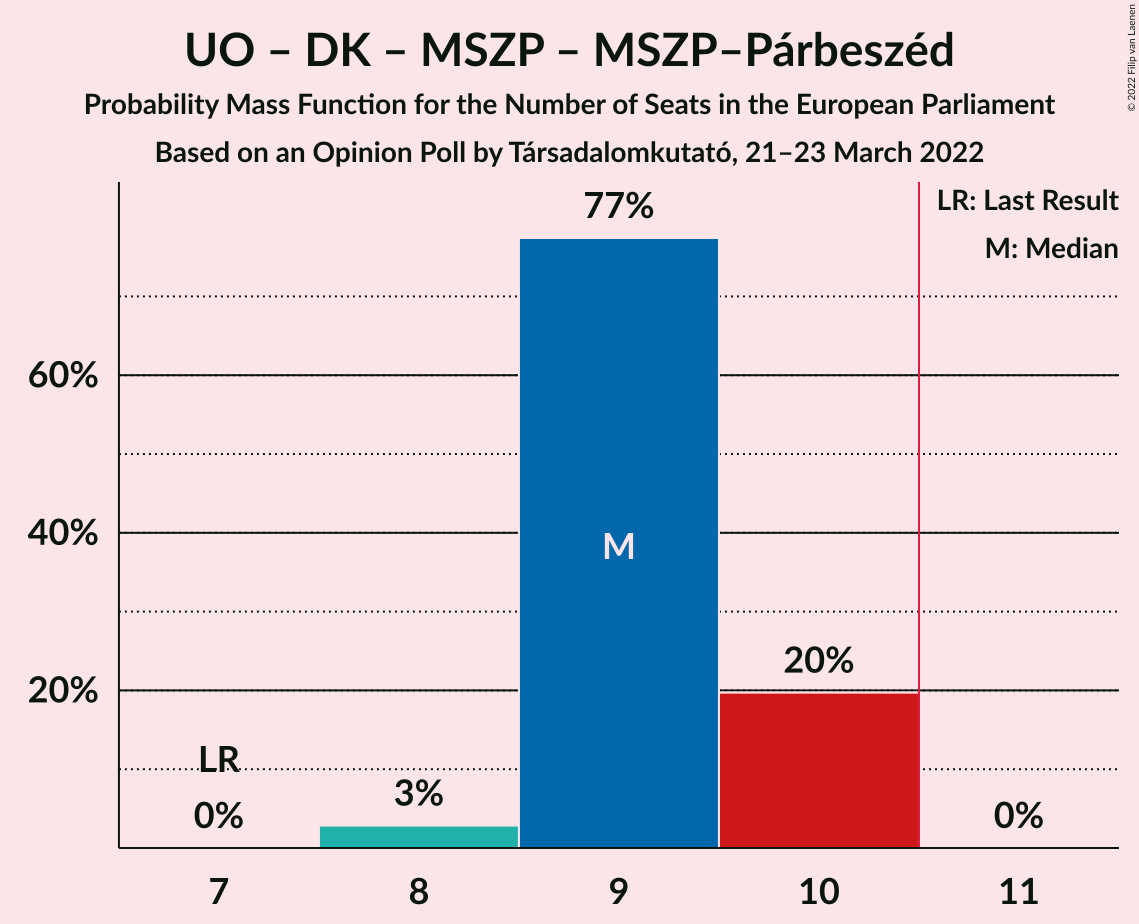 UO – DK – MSZP – MSZP–Párbeszéd
Probability Mass Function for the Number of Seats in the European Parliament
Based on an Opinion Poll by Társadalomkutató, 21–23 March 2022
© 2022 Filip van Laenen
LR: Last Result
M: Median
77%
60%
40%
M
20%
20%
LR
3%
0%
0%
7 8 9 10 11